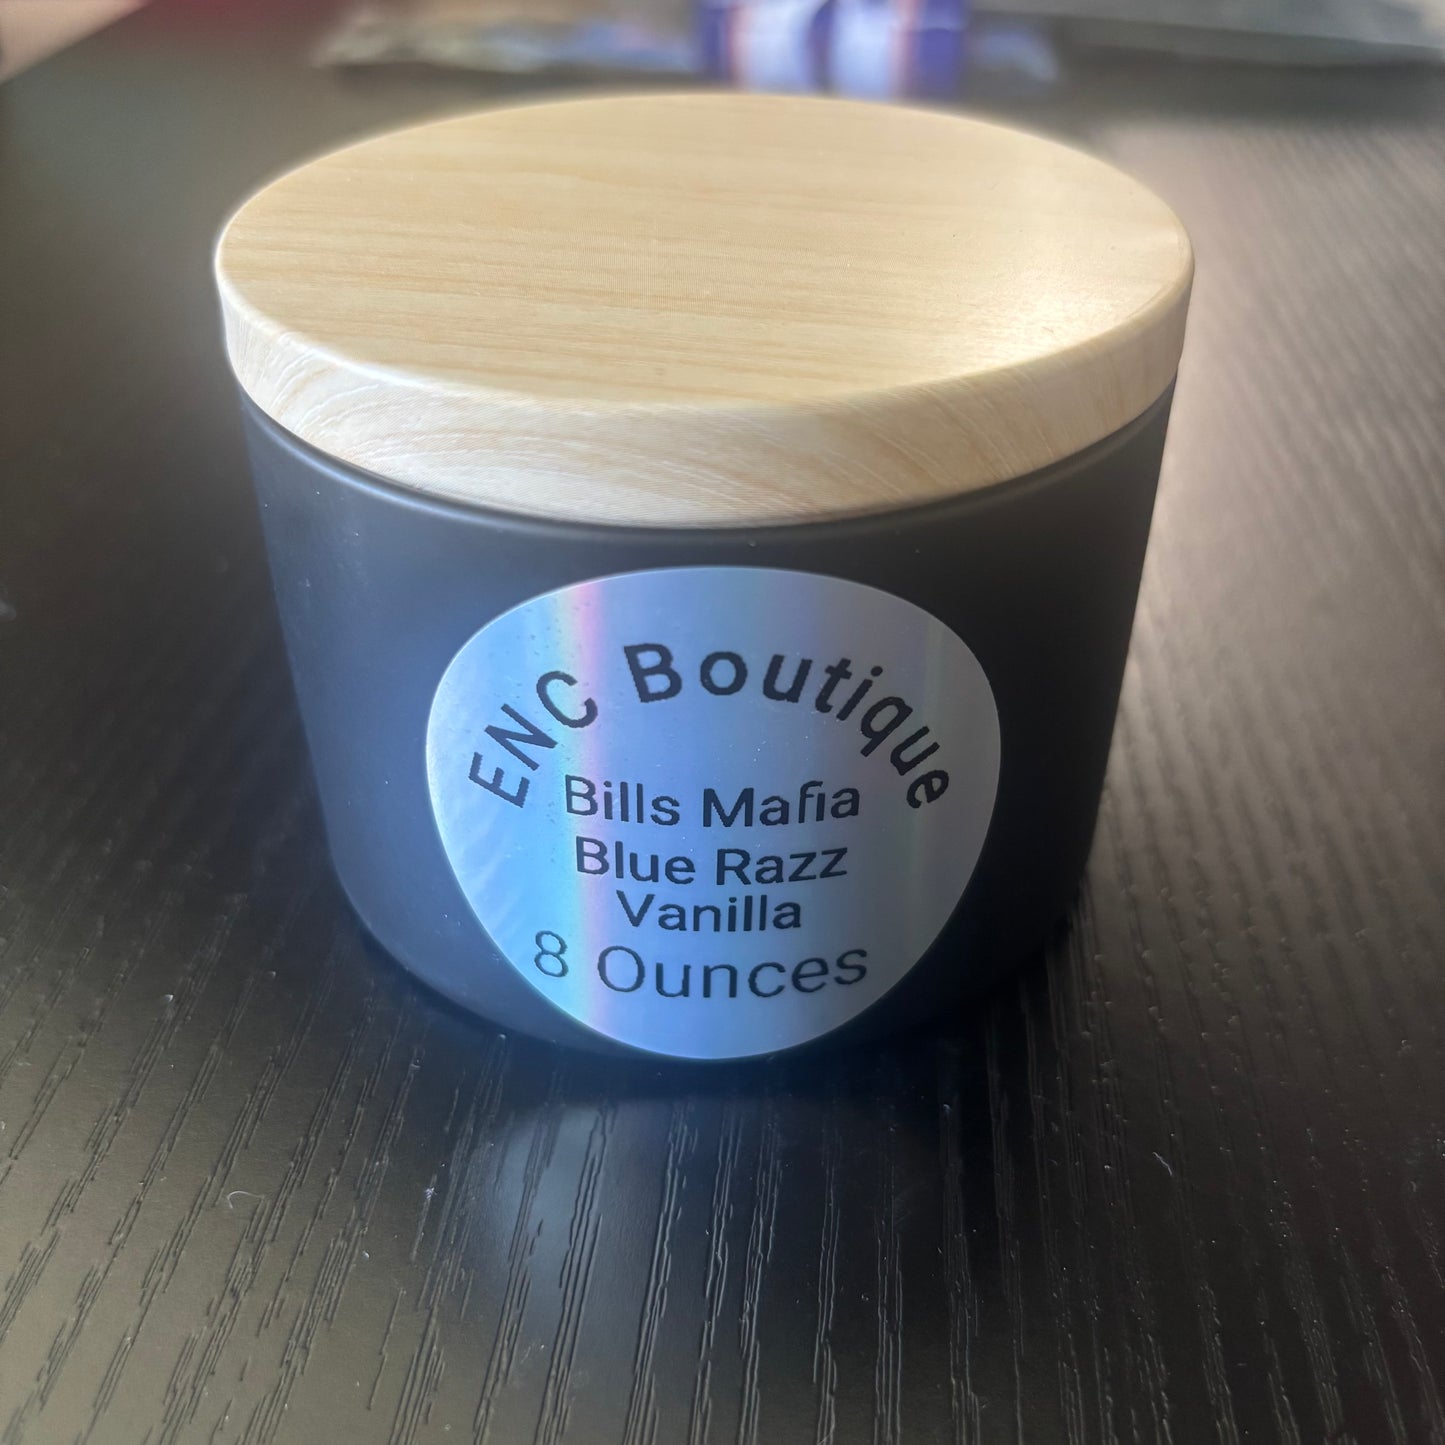 ENC Boutique
Bills Mafia
Blue Razz
Vanilla
8 Ounces